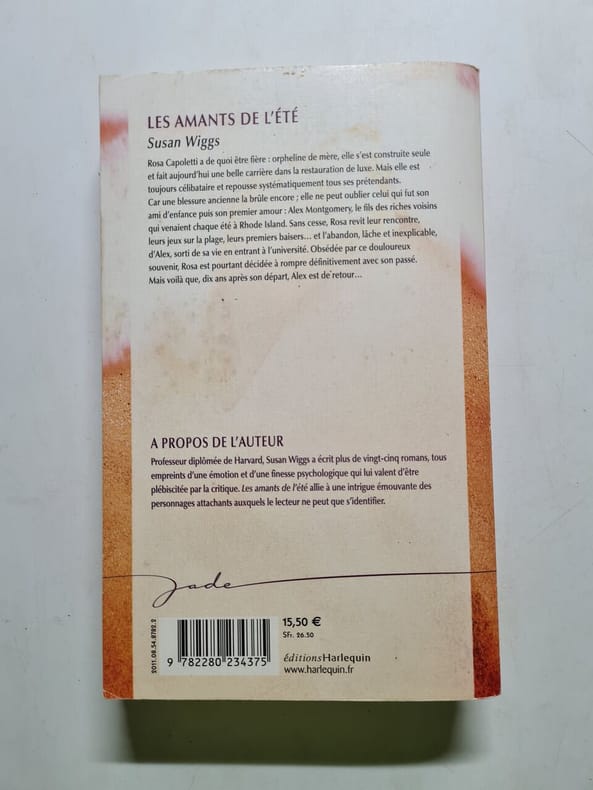 LES AMANTS DE L'ÉTÉ
Susan Wiggs
Rosa Capoletti a de quoi être fière : orpheline de mère, elle s'est construite seule
et fait aujourd'hui une belle carrière dans la restauration de luxe. Mais elle est
toujours célibataire et repousse systématiquement tous ses prétendants.
Car une blessure ancienne la brûle encore ; elle ne peut oublier celui qui fut son
ami d'enfance puis son premier amour : Alex Montgomery, le fils des riches voisins
qui venaient chaque été à Rhode Island. Sans cesse, Rosa revit leur rencontre,
leurs jeux sur la plage, leurs premiers baisers... et l'abandon, lâche et inexplicable,
d'Alex, sorti de sa vie en entrant à l'université. Obsédée par ce douloureux
souvenir, Rosa est pourtant décidée à rompre définitivement avec son passé.
Mais voilà que, dix ans après son départ, Alex est de retour...
A PROPOS DE L'AUTEUR
Professeur diplômée de Harvard, Susan Wiggs a écrit plus de vingt-cinq romans, tous
empreints d'une émotion et d'une finesse psychologique qui lui valent d'être
plébiscitée par la critique. Les amants de l'été allie à une intrigue émouvante des
personnages attachants auxquels le lecteur ne peut que s'identifier.
Jade
2011.08.54.8782.2
9 782280 234375
15,50 €
SFr. 26.50
éditionsHarlequin
www.harlequin.fr